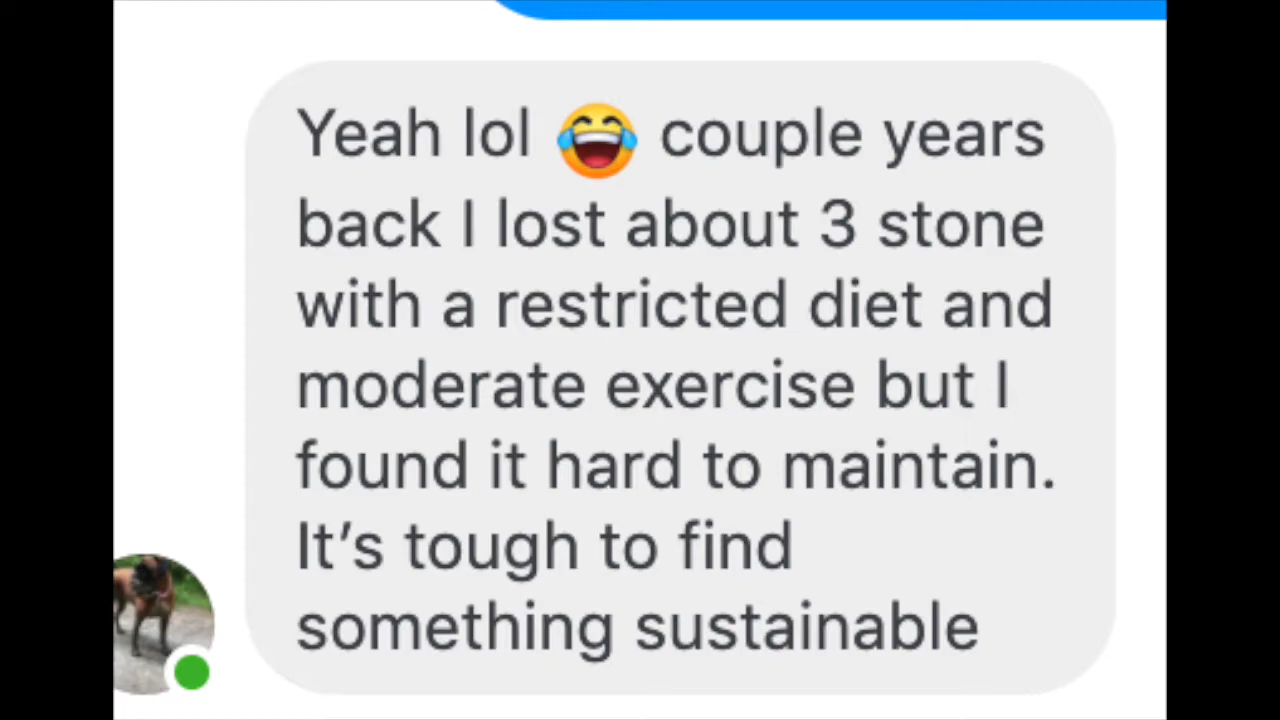 Yeah lol 😂 couple years
back I lost about 3 stone
with a restricted diet and
moderate exercise but I
found it hard to maintain.
It’s tough to find
something sustainable